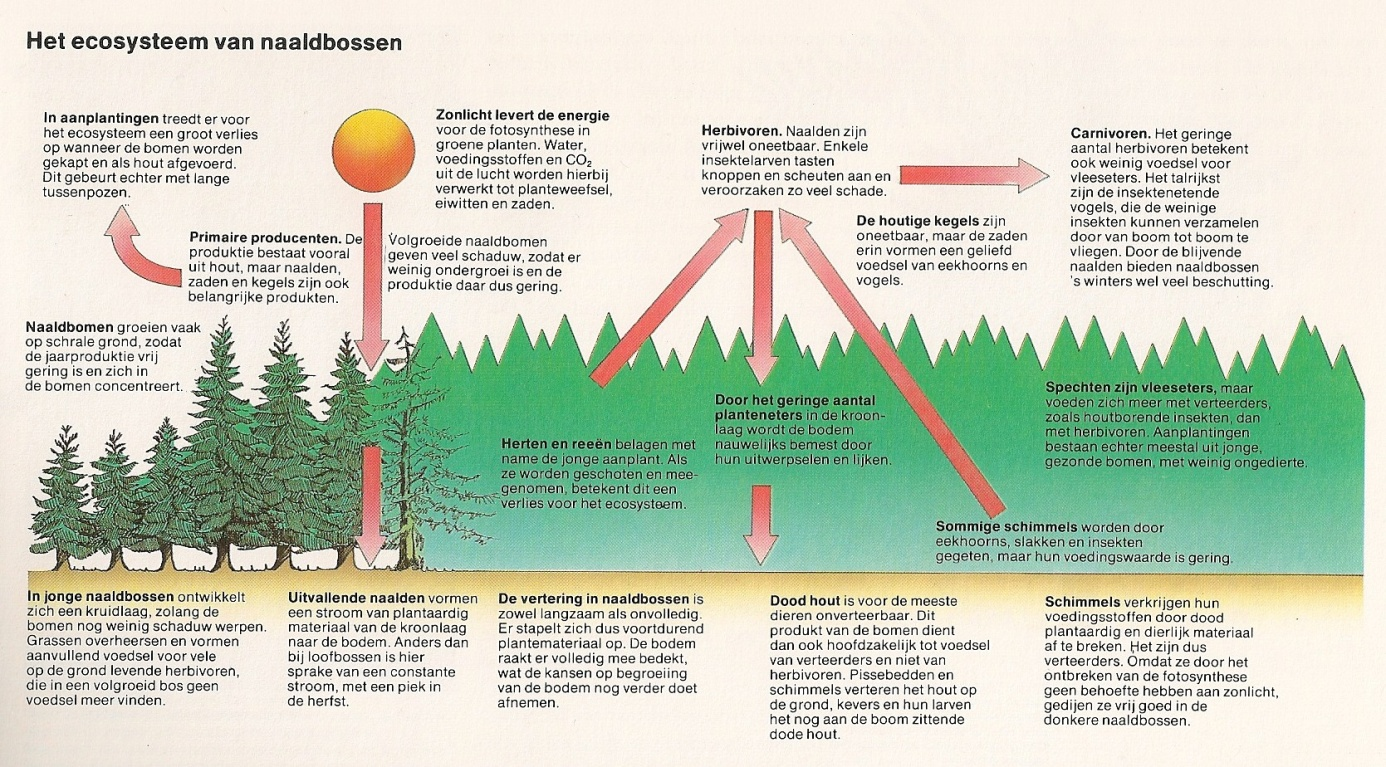 Het ecosysteem van naaldbossen
In aanplantingen treedt er voor
het ecosysteem een groot verlies
op wanneer de bomen worden
gekapt en als hout afgevoerd.
Dit gebeurt echter met lange
tussenpozen.
Zonlicht levert de energie
voor de fotosynthese in
groene planten. Water,
voedingsstoffen en CO₂
uit de lucht worden hierbij
verwerkt tot planteweefsel,
eiwitten en zaden.
Herbivoren. Naalden zijn
vrijwel oneetbaar. Enkele
insektelarven tasten
knoppen en scheuten aan en
veroorzaken zo veel schade.
Carnivoren. Het geringe
aantal herbivoren betekent
ook weinig voedsel voor
vleeseters. Het talrijkst
zijn de insektenetende
vogels, die de weinige
insekten kunnen verzamelen
door van boom tot boom te
vliegen. Door de blijvende
naalden bieden naaldbossen
's winters wel veel beschutting.
Primaire producenten. De
produktie bestaat vooral
uit hout, maar naalden,
zaden en kegels zijn ook
belangrijke produkten.
Volgroeide naaldbomen
geven veel schaduw, zodat er
weinig ondergroei is en de
produktie daar dus gering.
De houtige kegels zijn
oneetbaar, maar de zaden
erin vormen een geliefd
voedsel van eekhoorns en
vogels.
Naaldbomen groeien vaak
op schrale grond, zodat
de jaarproduktie vrij
gering is en zich in
de bomen concentreert.
Herten en reeën belagen met
name de jonge aanplant. Als
ze worden geschoten en mee-
genomen, betekent dit een
verlies voor het ecosysteem.
Door het geringe aantal
planteneters in de kroon-
laag wordt de bodem
nauwelijks bemest door
hun uitwerpselen en lijken.
Spechten zijn vleeseters, maar
voeden zich meer met verteerders,
zoals houtborende insekten, dan
met herbivoren. Aanplantingen
bestaan echter meestal uit jonge,
gezonde bomen, met weinig ongedierte.
Sommige schimmels worden door
eekhoorns, slakken en insekten
gegeten, maar hun voedingswaarde is gering.
In jonge naaldbossen ontwikkelt
zich een kruidlaag, zolang de
bomen nog weinig schaduw werpen.
Grassen overheersen en vormen
aanvullend voedsel voor vele
op de grond levende herbivoren,
die in een volgroeid bos geen
voedsel meer vinden.
Uitvallende naalden vormen
een stroom van plantaardig
materiaal van de kroonlaag
naar de bodem. Anders dan
bij loofbossen is hier
sprake van een constante
stroom, met een piek in
de herfst.
De vertering in naaldbossen is
zowel langzaam als onvolledig.
Er stapelt zich dus voortdurend
plantemateriaal op. De bodem
raakt er volledig mee bedekt,
wat de kansen op begroeiing
van de bodem nog verder doet
afnemen.
Dood hout is voor de meeste
dieren onverteerbaar. Dit
produkt van de bomen dient
dan ook hoofdzakelijk tot voedsel
van verteerders en niet van
herbivoren. Pissebedden en
schimmels verteren het hout op
de grond, kevers en hun larven
het nog aan de boom zittende
dode hout.
Schimmels verkrijgen hun
voedingsstoffen door dood
plantaardig en dierlijk materiaal
af te breken. Het zijn dus
verteerders. Omdat ze door het
ontbreken van de fotosynthese
geen behoefte hebben aan zonlicht,
gedijen ze vrij goed in de
donkere naaldbossen.